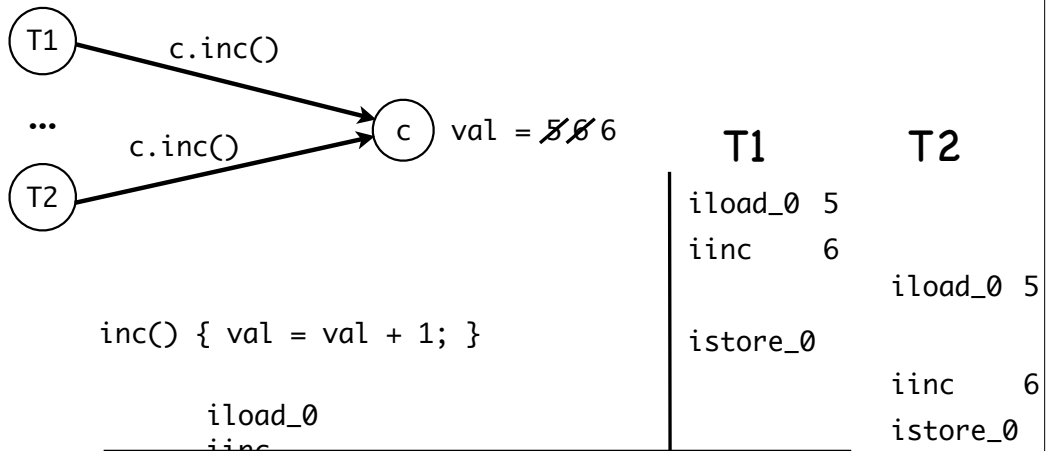 T1
c.inc()
...
c.inc()
T2
c
val = 5 6 6
inc() { val = val + 1; }
iload_0
iinc
T1 T2
iload_0 5
iinc 6
iload_0 5
istore_0
iinc 6
istore_0